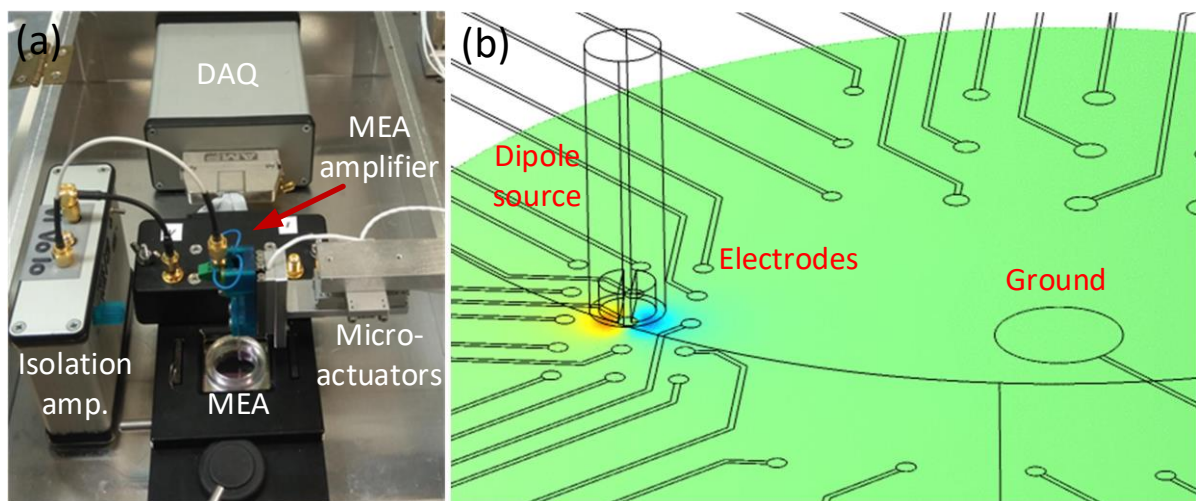 (a)
DAQ
MEA
amplifier
Isolation
amp.
Micro-
actuators
MEA
(b)
Dipole
source
Electrodes
Ground